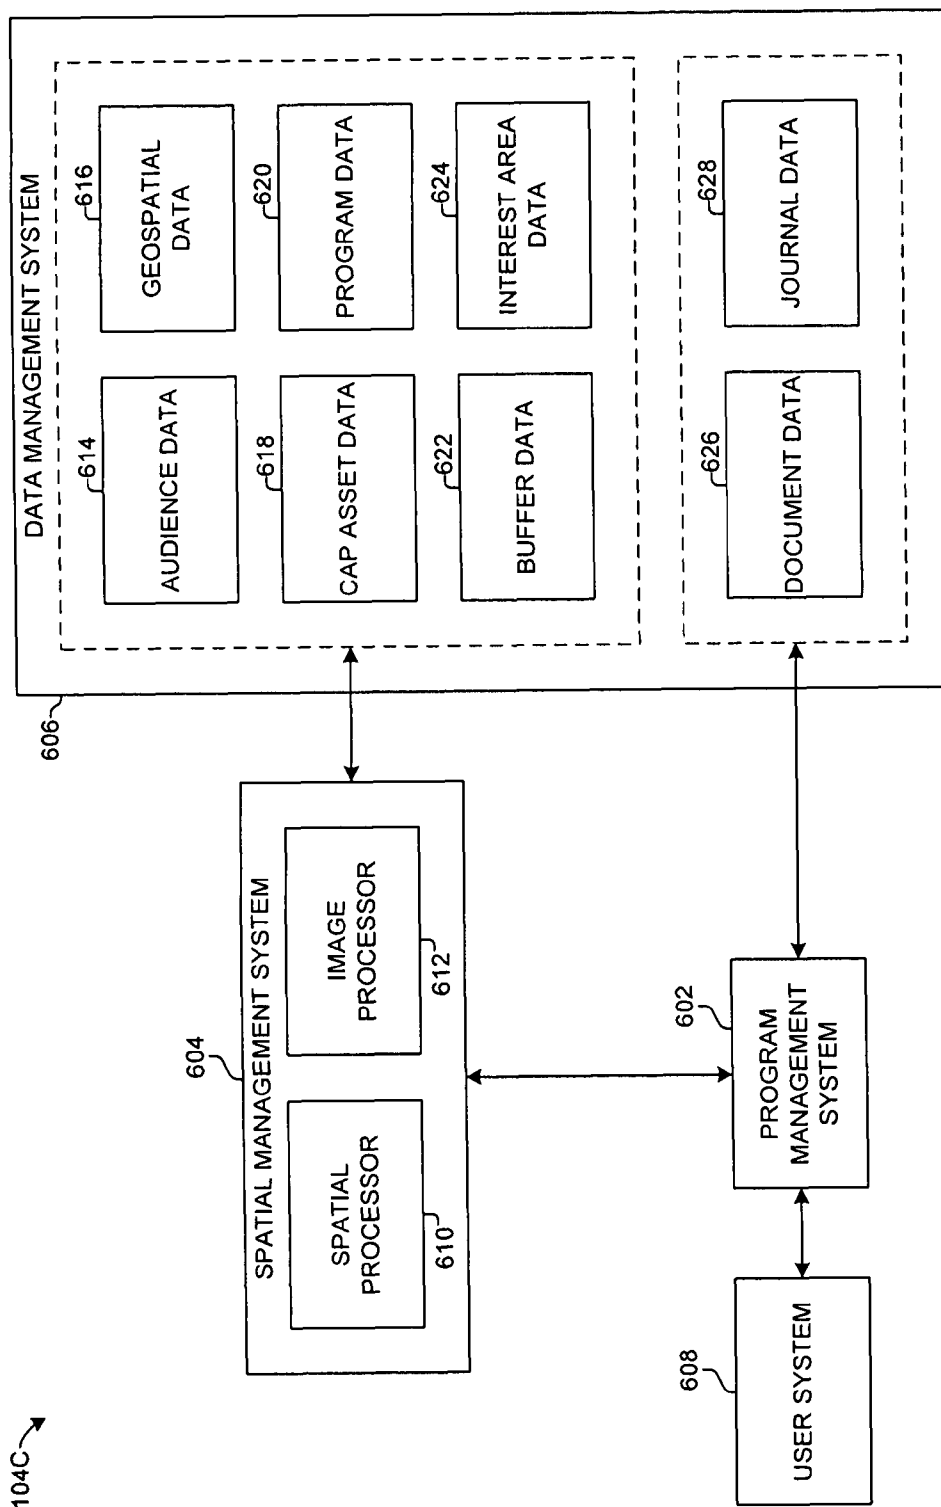 104C
604
SPATIAL MANAGEMENT SYSTEM
SPATIAL
PROCESSOR
610
IMAGE
PROCESSOR
612
608
USER SYSTEM
602
PROGRAM
MANAGEMENT
SYSTEM
606
DATA MANAGEMENT SYSTEM
614
AUDIENCE DATA
616
GEOSPATIAL
DATA
618
CAP ASSET DATA
620
PROGRAM DATA
622
BUFFER DATA
624
INTEREST AREA
DATA
626
DOCUMENT DATA
628
JOURNAL DATA